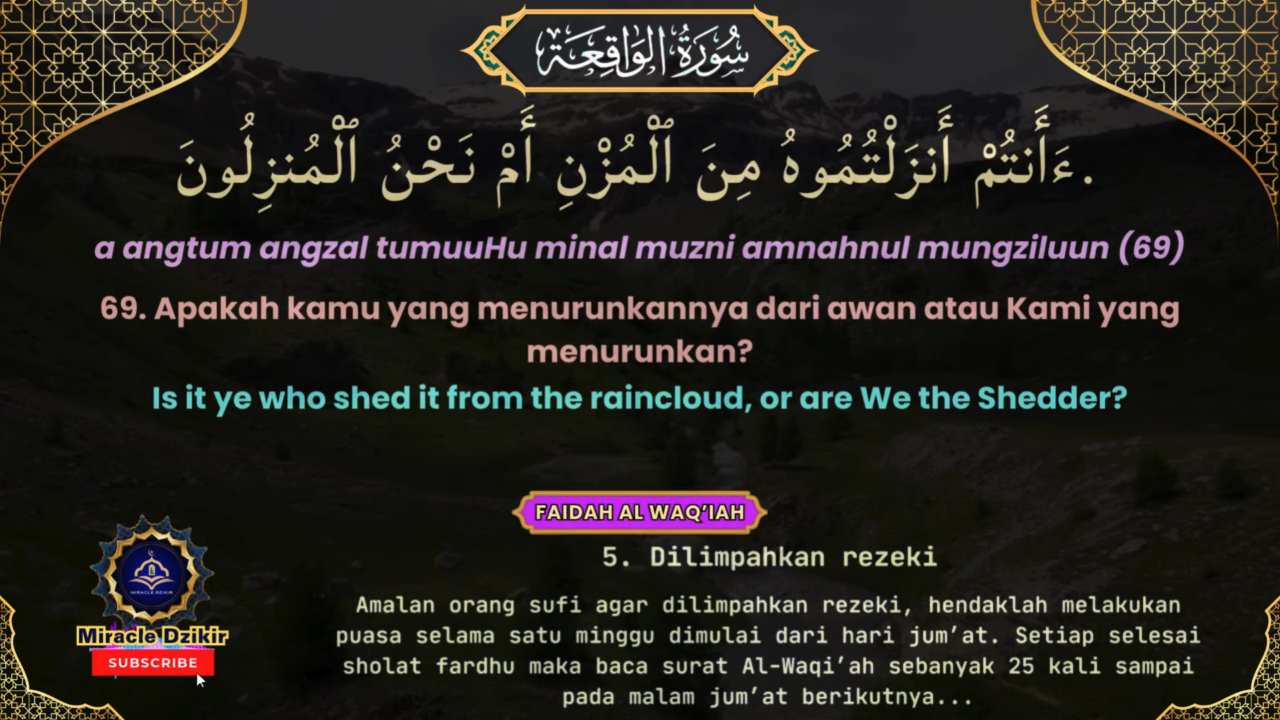 سُورَةُ الوَاقِعَة
ءَأَنتُمْ أَنزَلْتُمُوهُ مِنَ ٱلْمُزْنِ أَمْ نَحْنُ ٱلْمُنزِلُونَ.
a angtum angzal tumuuHu minal muzni amnahnul mungziluun (69)
69. Apakah kamu yang menurunkannya dari awan atau Kami yang
menurunkan?
Is it ye who shed it from the raincloud, or are We the Shedder?
FAIDAH AL WAQ'IAH
5. Dilimpahkan rezeki
Amalan orang sufi agar dilimpahkan rezeki, hendaklah melakukan
puasa selama satu minggu dimulai dari hari jum'at. Setiap selesai
sholat fardhu maka baca surat Al-Waqi'ah sebanyak 25 kali sampai
pada malam jum'at berikutnya...
MIRACLE DZIKIR
Miracle Dzikir
SUBSCRIBE